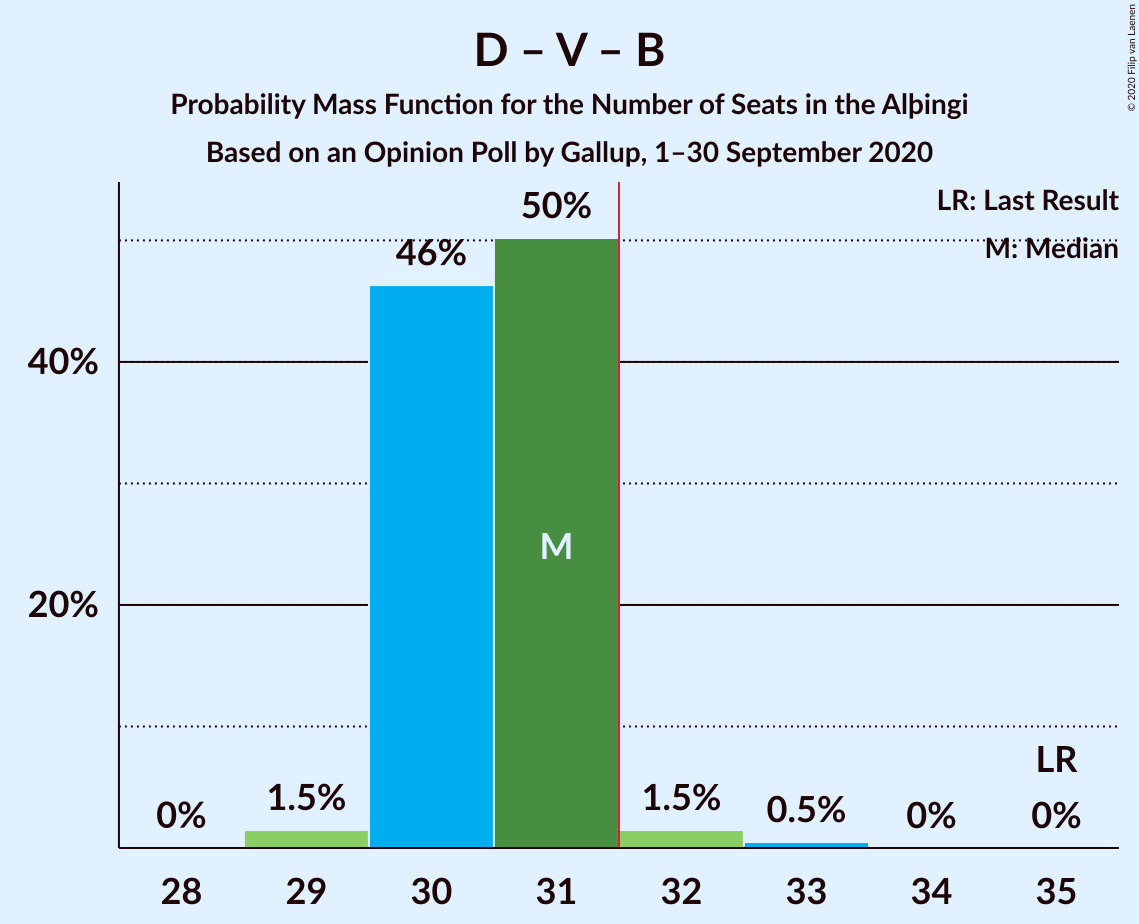 D – V – B
Probability Mass Function for the Number of Seats in the Alþingi
Based on an Opinion Poll by Gallup, 1–30 September 2020
© 2020 Filip van Laenen
LR: Last Result
M: Median
50%
46%
40%
M
20%
LR
0%
1.5%
1.5%
0.5%
0%
0%
28
29
30
31
32
33
34
35